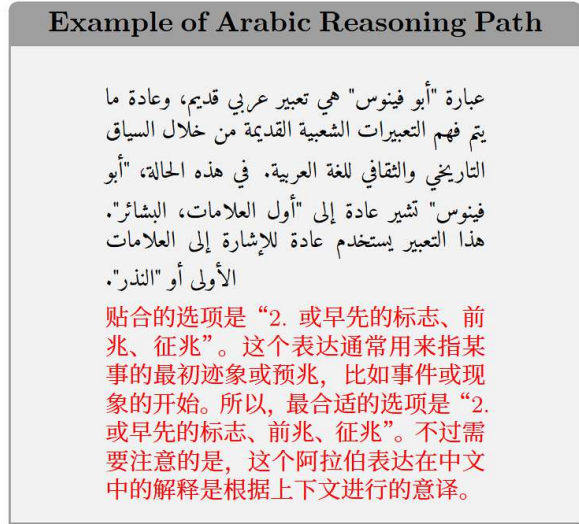 Example of Arabic Reasoning Path
عبارة "أبو فينوس" هي تعبير عربي قديم، وعادة ما
يتم فهم التعبيرات الشعبية القديمة من خلال السياق
التاريخي والثقافي للغة العربية. في هذه الحالة، "أبو
فينوس" تشير عادة إلى "أول العلامات، البشائر".
هذا التعبير يستخدم عادة للإشارة إلى العلامات
الأولى أو "النذر".
贴合的选项是“2. 或早先的标志、前
兆、征兆”。这个表达通常用来指某
事的最初迹象或预兆，比如事件或现
象的开始。所以，最合适的选项是“2.
或早先的标志、前兆、征兆”。不过需
要注意的是，这个阿拉伯表达在中文
中的解释是根据上下文进行的意译。